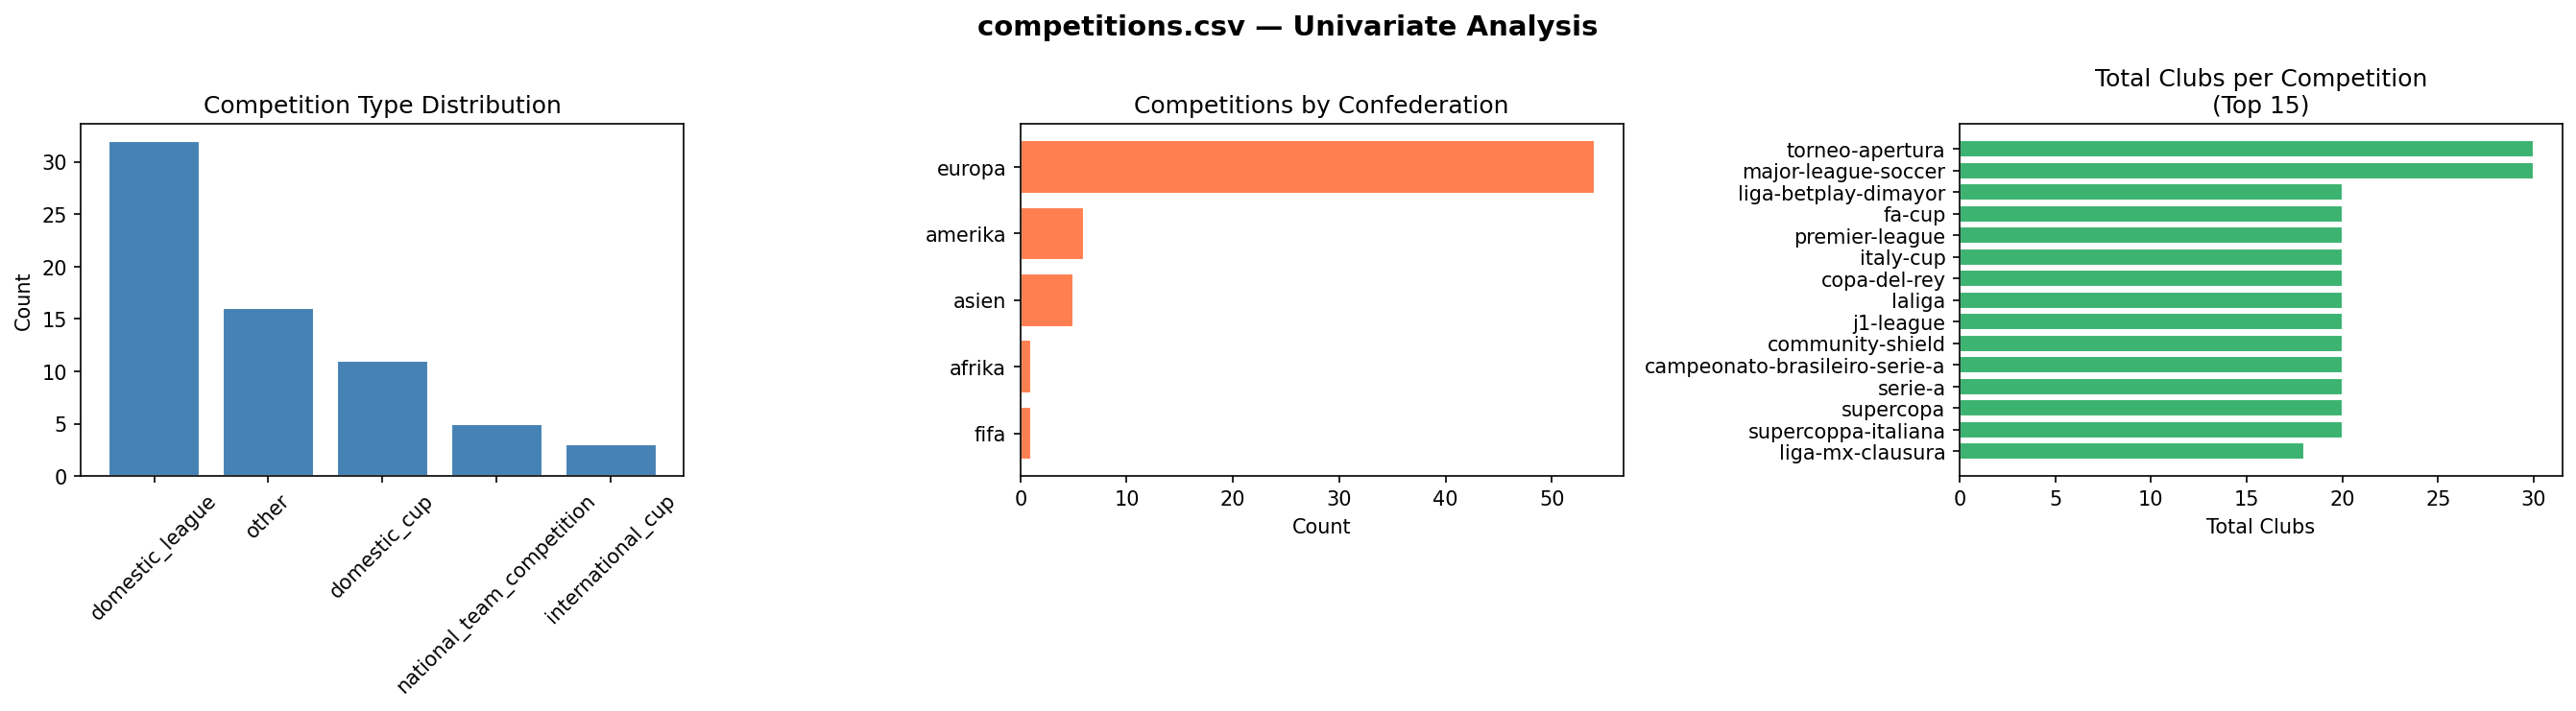 competitions.csv — Univariate Analysis
Competition Type Distribution
Count
30
25
20
15
10
5
0
domestic_league
other
domestic_cup
national_team_competition
international_cup
Competitions by Confederation
europa
amerika
asien
afrika
fifa
0 10 20 30 40 50
Count
Total Clubs per Competition
(Top 15)
torneo-apertura
major-league-soccer
liga-betplay-dimayor
fa-cup
premier-league
italy-cup
copa-del-rey
laliga
j1-league
community-shield
campeonato-brasileiro-serie-a
serie-a
supercopa
supercoppa-italiana
liga-mx-clausura
0 5 10 15 20 25 30
Total Clubs